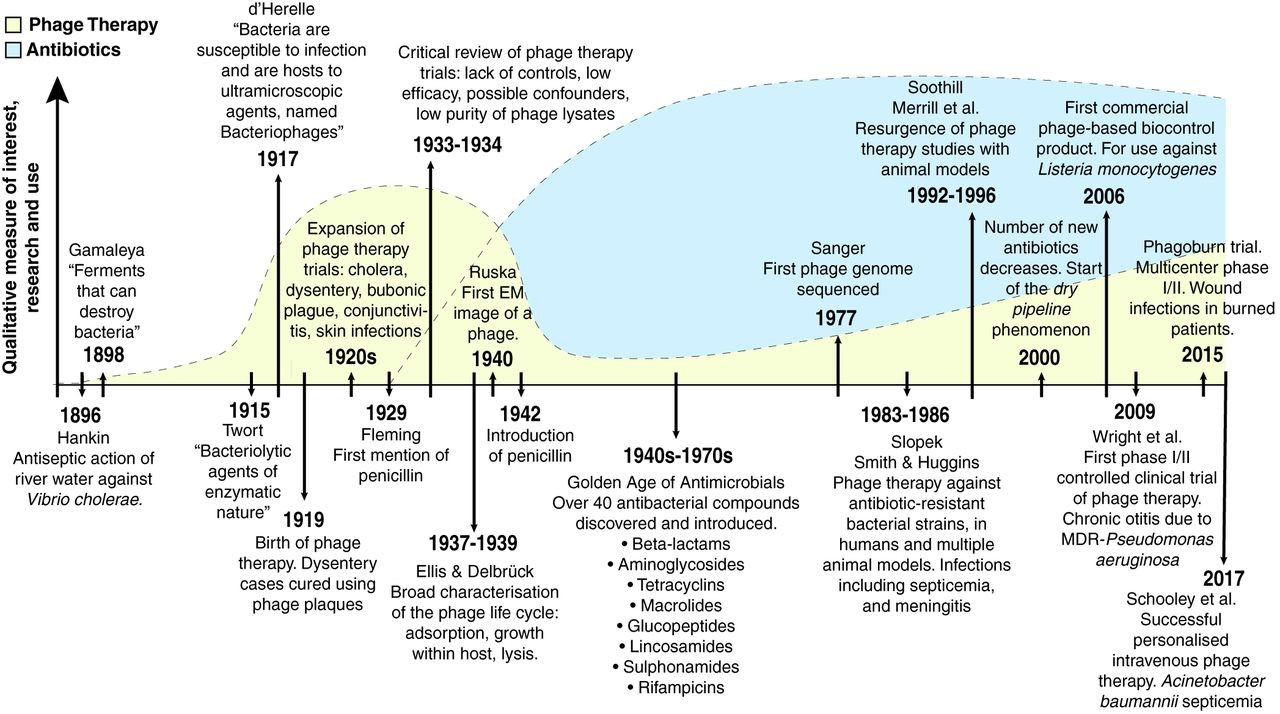 Phage Therapy
Antibiotics
Qualitative measure of interest,
research and use
d’Herelle
“Bacteria are
susceptible to infection
and are hosts to
ultramicroscopic
agents, named
Bacteriophages”
1917
Critical review of phage therapy
trials: lack of controls, low
efficacy, possible confounders,
low purity of phage lysates
1933-1934
Soothill
Merrill et al.
Resurgence of phage
therapy studies with
animal models
1992-1996
First commercial
phage-based biocontrol
product. For use against
Listeria monocytogenes
2006
Gamaleya
“Ferments
that can
destroy
bacteria”
1898
Expansion of
phage therapy
trials: cholera,
dysentery, bubonic
plague, conjunctivi-
tis, skin infections
1920s
Ruska
First EM
image of a
phage.
1940
Sanger
First phage genome
sequenced
1977
Number of new
antibiotics
decreases. Start
of the dry
pipeline
phenomenon
2000
Phagoburn trial.
Multicenter phase
I/II. Wound
infections in burned
patients.
2015
1896
Hankin
Antiseptic action of
river water against
Vibrio cholerae.
1915
Twort
“Bacteriolytic
agents of
enzymatic
nature”
1919
Birth of phage
therapy. Dysentery
cases cured using
phage plaques
1929
Fleming
First mention of
penicillin
1937-1939
Ellis & Delbrück
Broad characterisation
of the phage life cycle:
adsorption, growth
within host, lysis.
1942
Introduction
of penicillin
1940s-1970s
Golden Age of Antimicrobials
Over 40 antibacterial compounds
discovered and introduced.
• Beta-lactams
• Aminoglycosides
• Tetracyclins
• Macrolides
• Glucopeptides
• Lincosamides
• Sulphonamides
• Rifampicins
1983-1986
Slopek
Smith & Huggins
Phage therapy against
antibiotic-resistant
bacterial strains, in
humans and multiple
animal models. Infections
including septicemia,
and meningitis
2009
Wright et al.
First phase I/II
controlled clinical trial
of phage therapy.
Chronic otitis due to
MDR-Pseudomonas
aeruginosa
2017
Schooley et al.
Successful
personalised
intravenous phage
therapy. Acinetobacter
baumannii septicemia